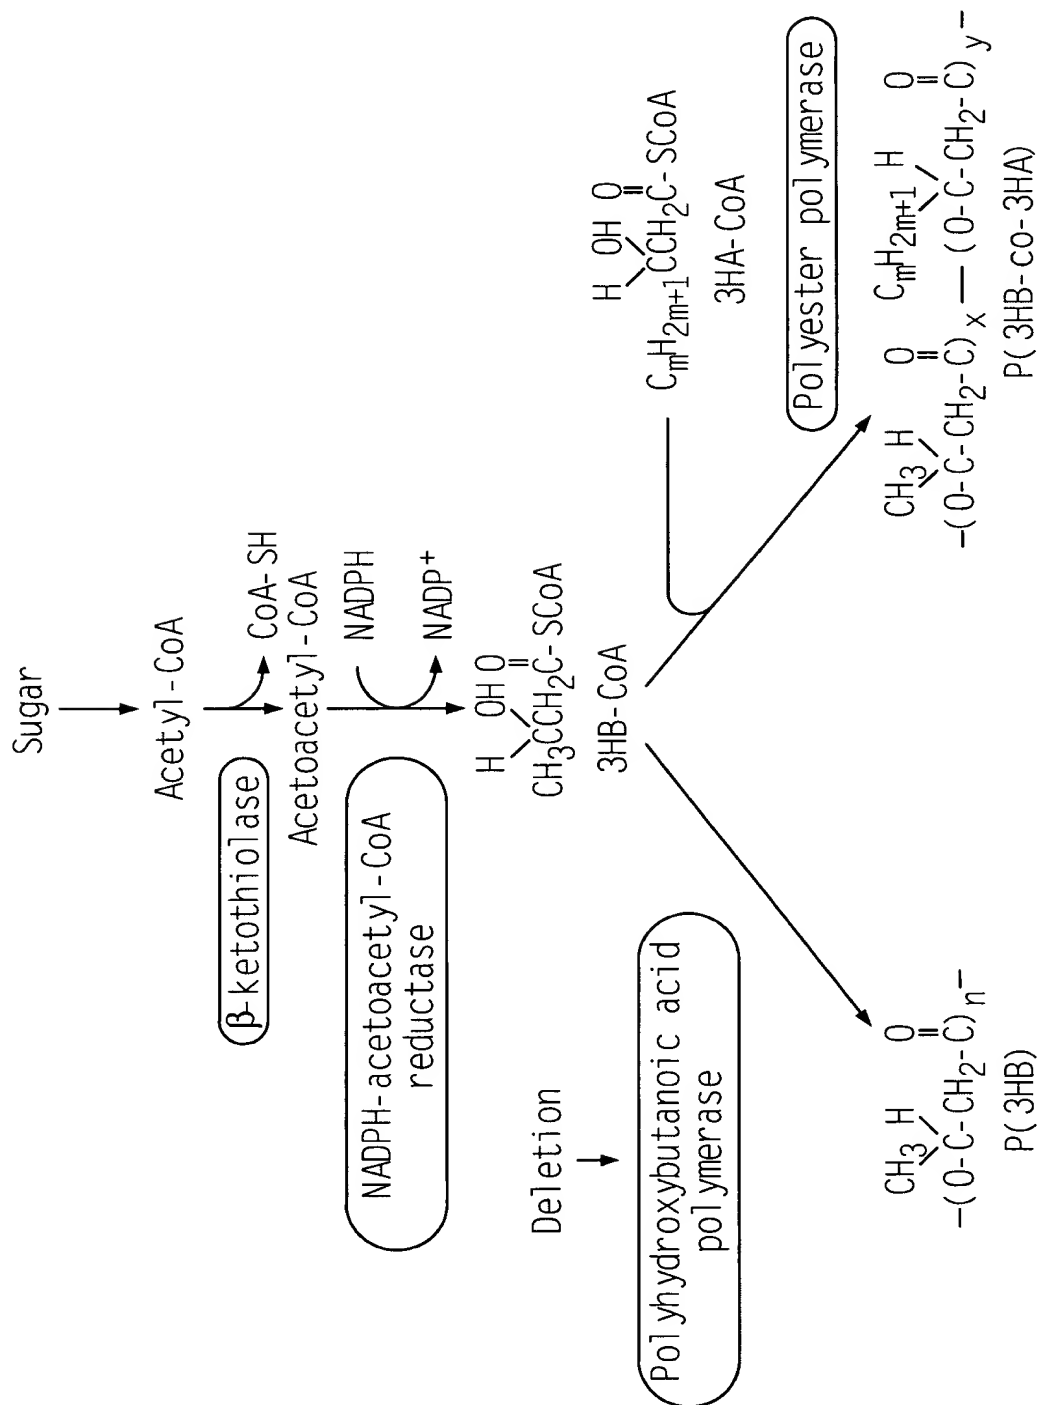 Sugar
Acetyl-CoA
β-ketothiolase
CoA-SH
Acetoacetyl-CoA
NADPH-acetoacetyl-CoA
reductase
NADPH
NADP+
H OH O
CH3CCH2C-SCoA
3HB-CoA
H OH O
CmH2m+1CCH2C-SCoA
3HA-CoA
Deletion
Polyhydroxybutanoic acid
polymerase
Polyester polymerase
CH3 H O
-(O-C-CH2-C)n-
P(3HB)
CH3 H O CmH2m+1 H O
-(O-C-CH2-C)x-(O-C-CH2-C)y-
P(3HB-co-3HA)